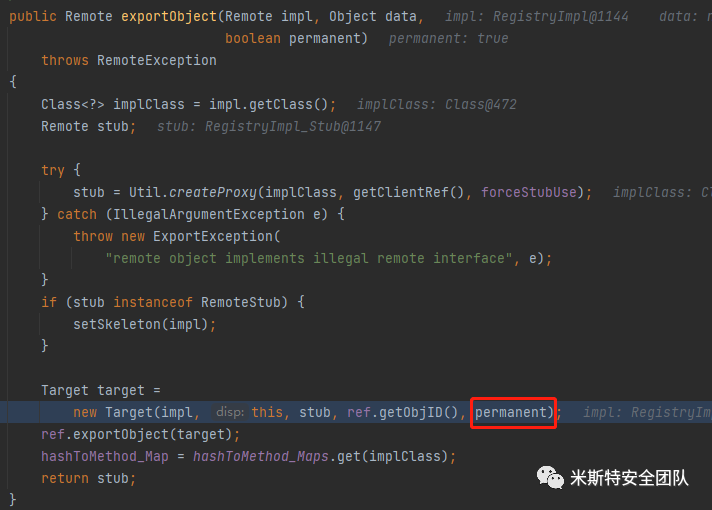 public Remote exportObject(Remote impl, Object data, impl: RegistryImpl@1144 data:
boolean permanent) permanent: true
throws RemoteException
{
Class<?> implClass = impl.getClass(); implClass: Class@472
Remote stub; stub: RegistryImpl_Stub@1147
try {
stub = Util.createProxy(implClass, getClientRef(), forceStubUse); implClass:
} catch (IllegalArgumentException e) {
throw new ExportException(
"remote object implements illegal remote interface", e);
}
if (stub instanceof RemoteStub) {
setSkeleton(impl);
}
Target target =
new Target(impl, disp: this, stub, ref.getObjID(), permanent); impl:
ref.exportObject(target);
hashToMethod_Map = hashToMethod_Maps.get(implClass);
return stub;
}
米斯特安全团队